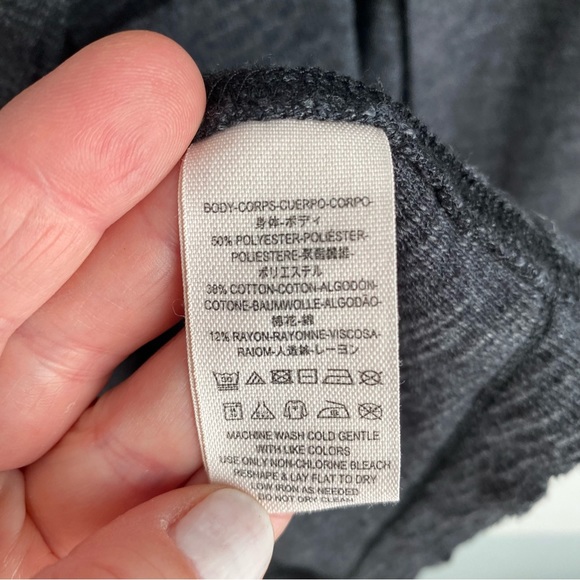 BODY-CORPS-CUERPO-CORPO-
身体-ボディ
50% POLYESTER-POLIÉSTER-
POLIESTERE-聚酯纖維-
ポリエステル
38% COTTON-COTON-ALGODÓN-
COTONE-BAUMWOLLE-ALGODÃO-
棉花-綿
12% RAYON-RAYONNE-VISCOSA-
RAIOM-人造絲-レーヨン
MACHINE WASH COLD GENTLE
WITH LIKE COLORS
USE ONLY NON-CHLORINE BLEACH
RESHAPE & LAY FLAT TO DRY
LOW IRON AS NEEDED
DO NOT DRY CLEAN